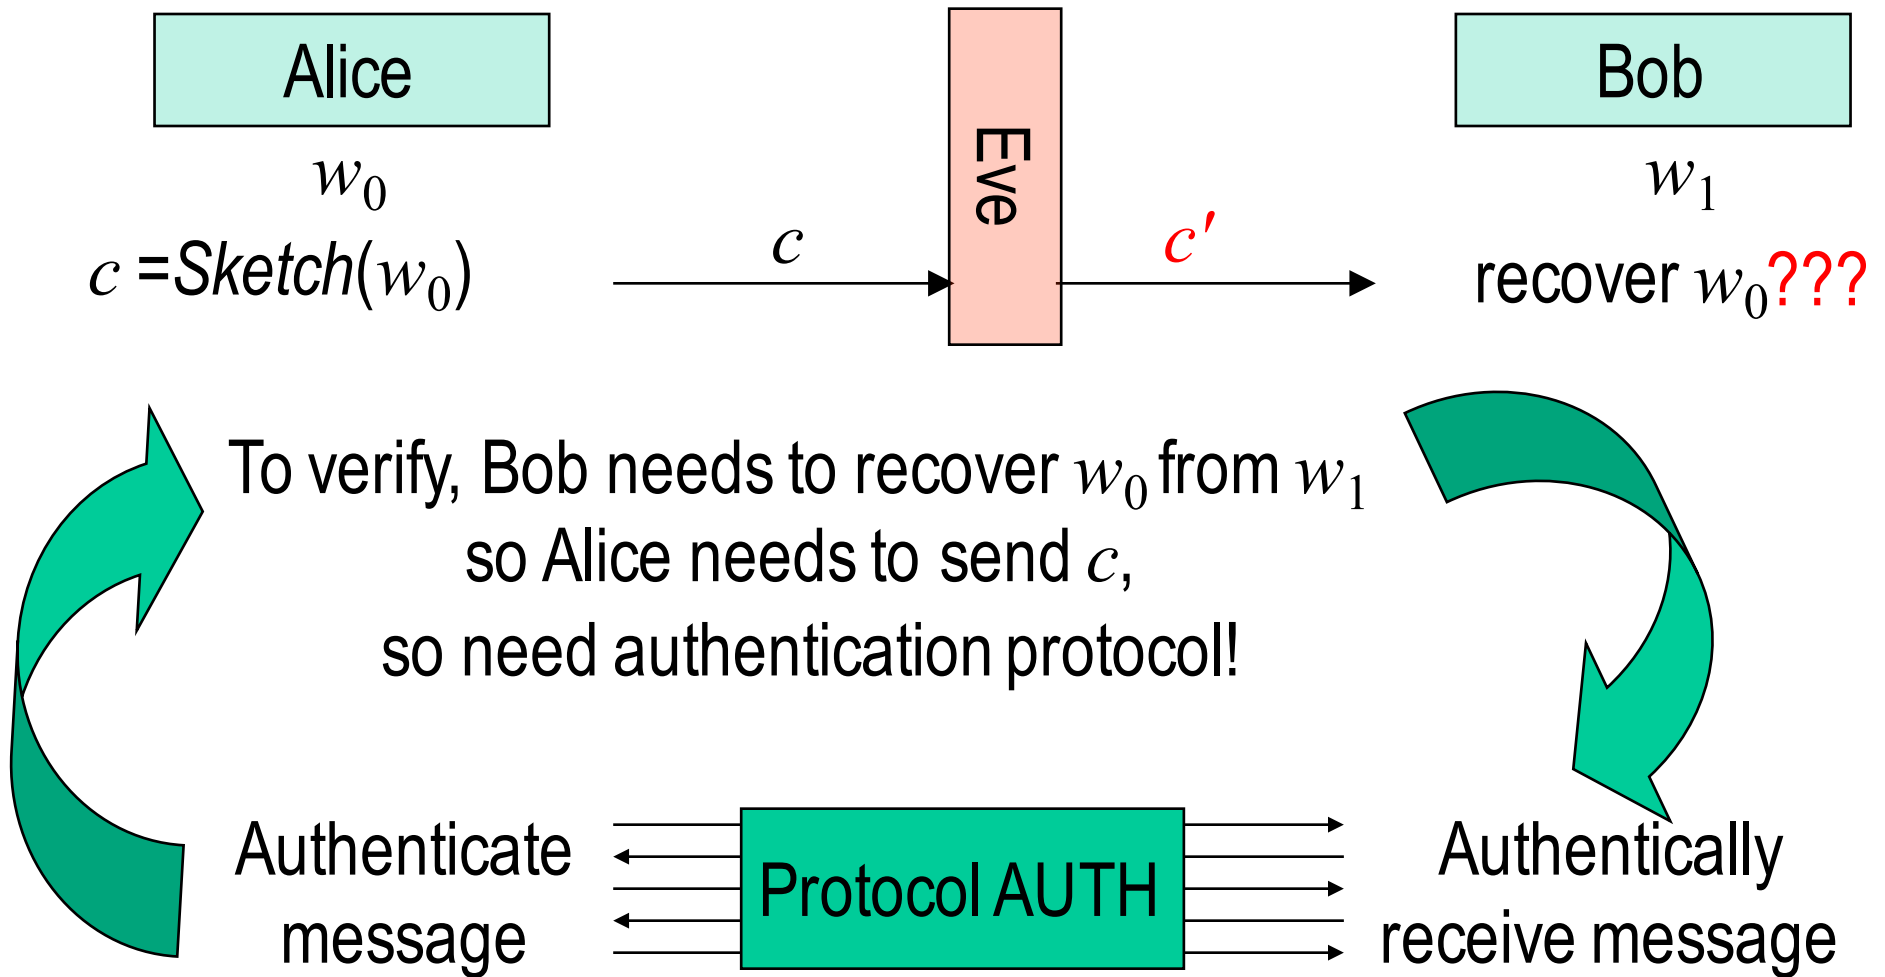 Alice
Eve
Bob
w₀
w₁
c =Sketch(w₀)
c
c'
recover w₀???
To verify, Bob needs to recover w₀ from w₁
so Alice needs to send c,
so need authentication protocol!
Authenticate
message
Protocol AUTH
Authentically
receive message